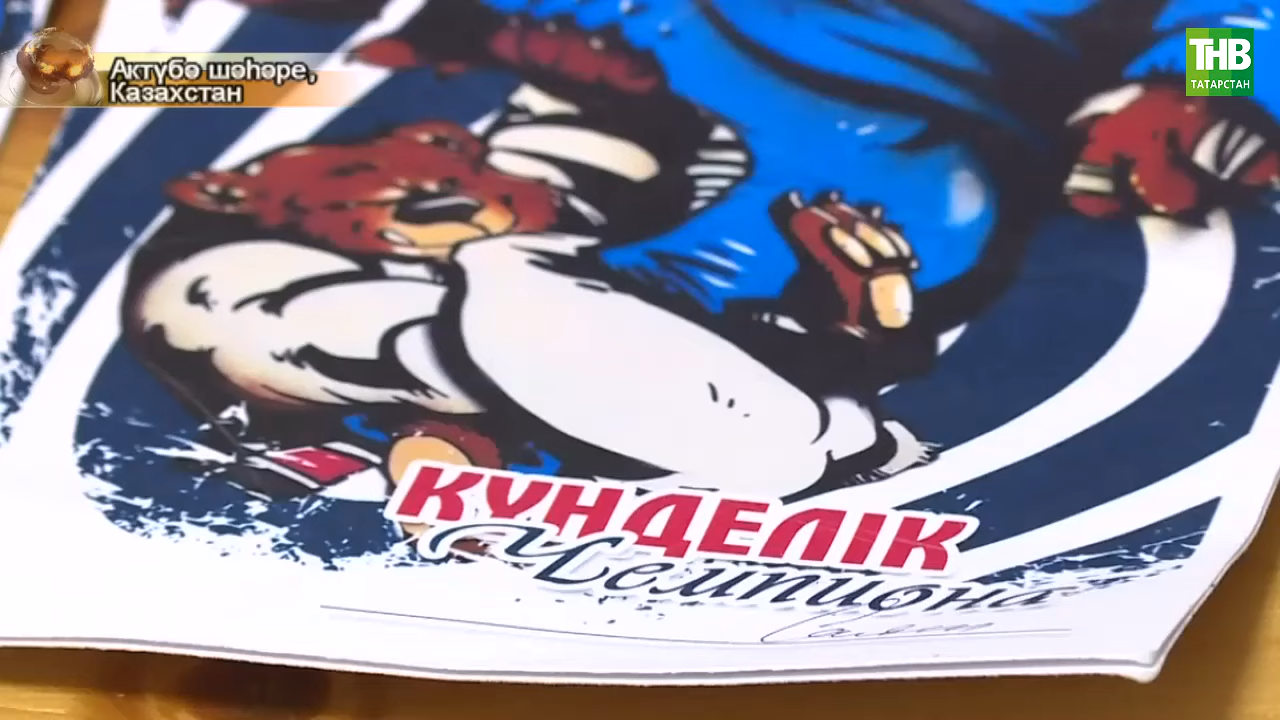 Актүбә шәһәре,
Казахстан
ТНВ
ТАТАРСТАН
КҮНДЕЛІК
Чемпиона